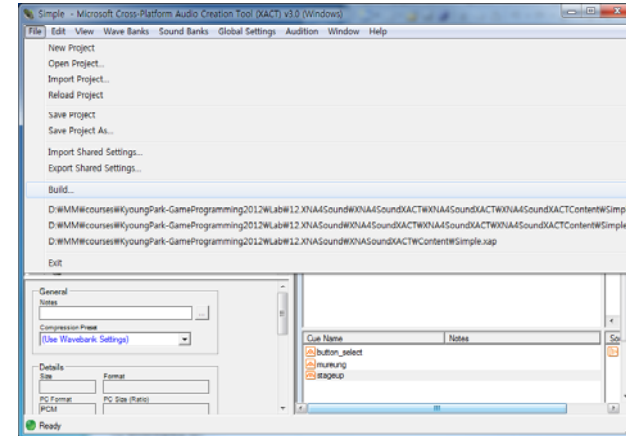 Simple - Microsoft Cross-Platform Audio Creation Tool (XACT) v3.0 (Windows)
File Edit View Wave Banks Sound Banks Global Settings Audition Window Help
New Project
Open Project...
Import Project...
Reload Project
Save Project
Save Project As...
Import Shared Settings...
Export Shared Settings...
Build...
D:₩MM₩courses₩KyoungPark-GameProgramming2012₩Lab₩12.XNA4Sound₩XNA4SoundXACT₩XNA4SoundXACT₩XNA4SoundXACTContent₩Simp
D:₩MM₩courses₩KyoungPark-GameProgramming2012₩Lab₩12.XNASound₩XNA4SoundXACT₩XNA4SoundXACT₩XNA4SoundXACTContent₩Simple
D:₩MM₩courses₩KyoungPark-GameProgramming2012₩Lab₩12.XNASound₩XNASoundXACT₩Content₩Simple.xap
Exit
General
Notes
...
Compression Preset
(Use Wavebank Settings)
Cue Name Notes
button_select
mureung
stageup
Details
Size Format
PC Format PC Size (Ratio)
PCM
Ready